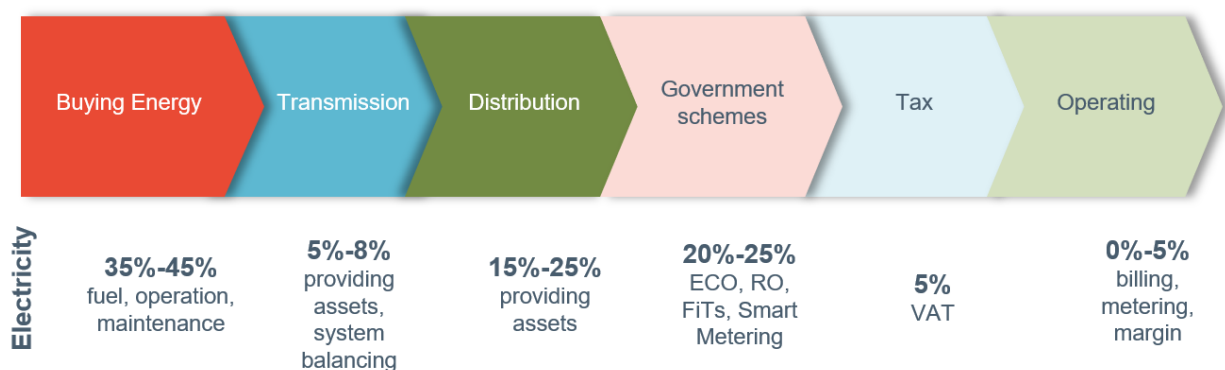 Buying Energy
Transmission
Distribution
Government
schemes
Tax
Operating
Electricity
35%-45%
fuel, operation,
maintenance
5%-8%
providing
assets,
system
balancing
15%-25%
providing
assets
20%-25%
ECO, RO,
FiTs, Smart
Metering
5%
VAT
0%-5%
billing,
metering,
margin